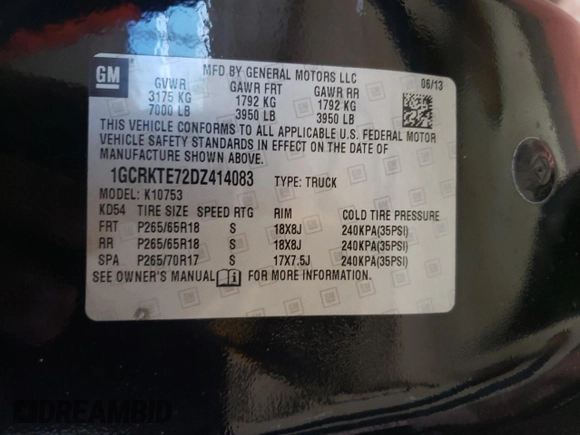 GM
MFD BY GENERAL MOTORS LLC
06/13
GVWR GAWR FRT GAWR RR
3175 KG 1792 KG 1792 KG
7000 LB 3950 LB 3950 LB
THIS VEHICLE CONFORMS TO ALL APPLICABLE U.S. FEDERAL MOTOR
VEHICLE SAFETY STANDARDS IN EFFECT ON THE DATE OF
MANUFACTURE SHOWN ABOVE.
1GCRKTE72DZ414083 TYPE: TRUCK
MODEL: K10753
KD54 TIRE SIZE SPEED RTG RIM COLD TIRE PRESSURE
FRT P265/65R18 S 18X8J 240KPA(35PSI)
RR P265/65R18 S 18X8J 240KPA(35PSI)
SPA P265/70R17 S 17X7.5J 240KPA(35PSI)
SEE OWNER'S MANUAL FOR MORE INFORMATION.
DREAMBID